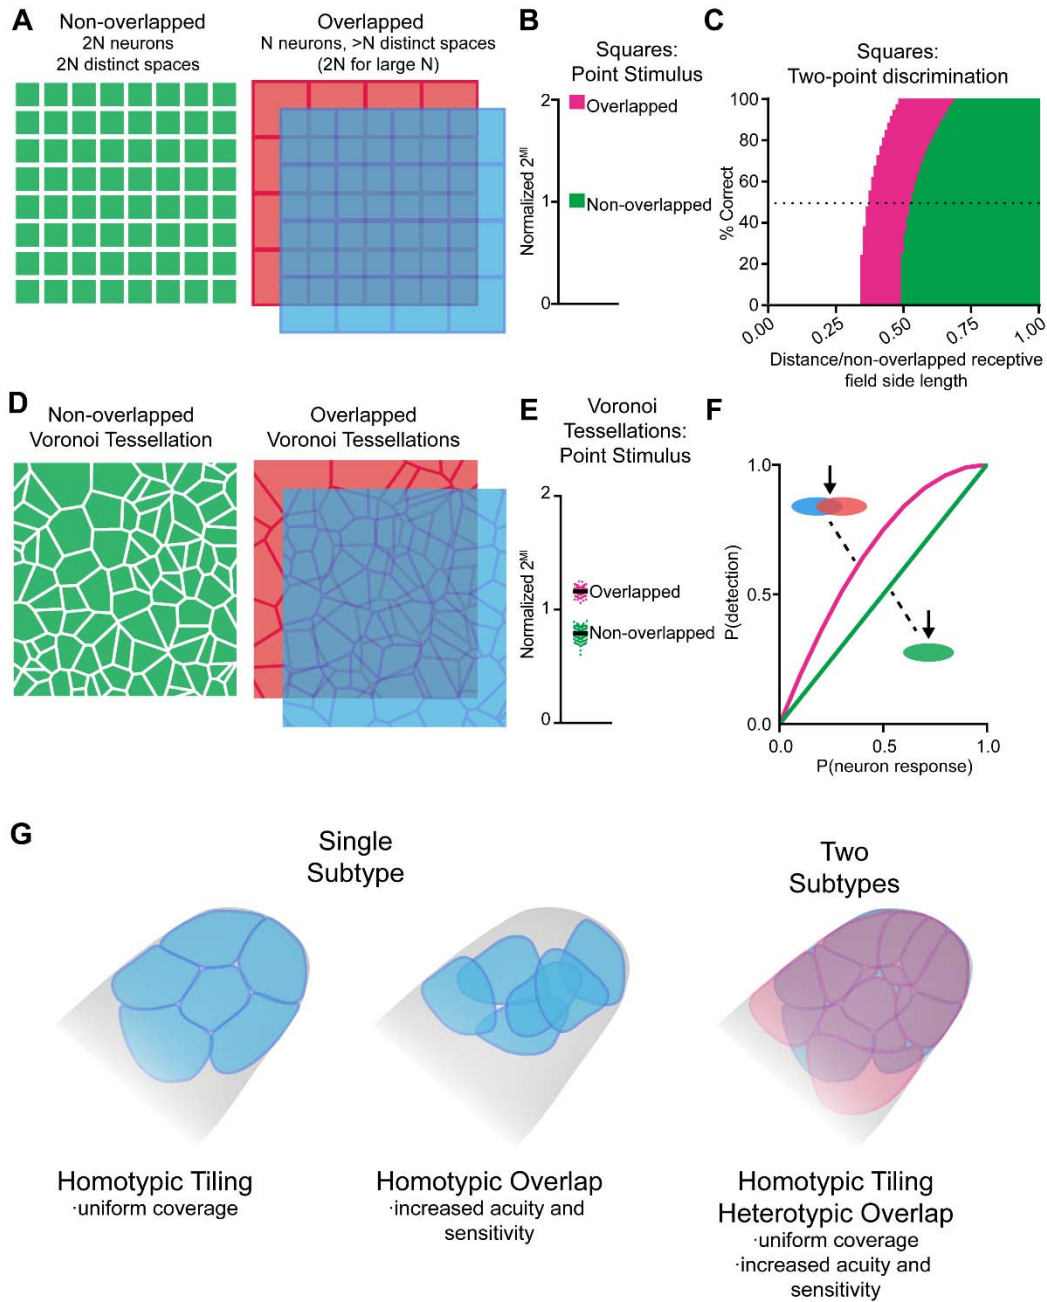 A
Non-overlapped
2N neurons
2N distinct spaces
Overlapped
N neurons, >N distinct spaces
(2N for large N)
B
Squares:
Point Stimulus
2
1
0
Normalized 2^MI
Overlapped
Non-overlapped
C
Squares:
Two-point discrimination
100
80
60
40
20
0
% Correct
0.00
0.25
0.50
0.75
1.00
Distance/non-overlapped receptive
field side length
D
Non-overlapped
Voronoi Tessellation
Overlapped
Voronoi Tessellations
E
Voronoi
Tessellations:
Point Stimulus
2
1
0
Normalized 2^MI
Overlapped
Non-overlapped
F
1.0
0.5
0.0
P(detection)
0.0
0.5
1.0
P(neuron response)
G
Single
Subtype
Two
Subtypes
Homotypic Tiling
·uniform coverage
Homotypic Overlap
·increased acuity and
sensitivity
Homotypic Tiling
Heterotypic Overlap
·uniform coverage
·increased acuity and
sensitivity